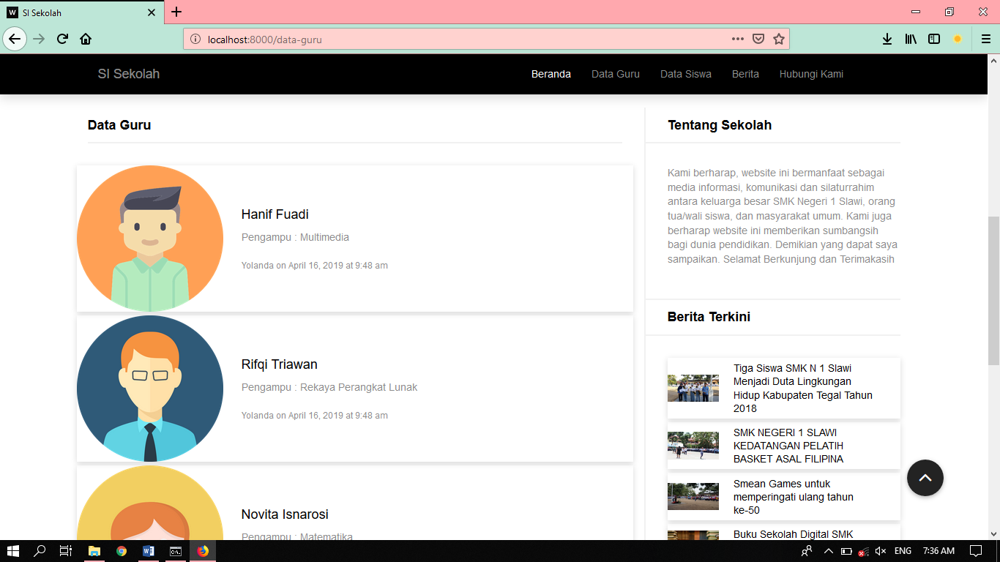 W SI Sekolah
localhost:8000/data-guru
SI Sekolah
Beranda Data Guru Data Siswa Berita Hubungi Kami
Data Guru
Hanif Fuadi
Pengampu : Multimedia
Yolanda on April 16, 2019 at 9:48 am
Rifqi Triawan
Pengampu : Rekaya Perangkat Lunak
Yolanda on April 16, 2019 at 9:48 am
Novita Isnarosi
Pengampu : Matematika
Tentang Sekolah
Kami berharap, website ini bermanfaat sebagai
media informasi, komunikasi dan silaturrahim
antara keluarga besar SMK Negeri 1 Slawi, orang
tua/wali siswa, dan masyarakat umum. Kami juga
berharap website ini memberikan sumbangsih
bagi dunia pendidikan. Demikian yang dapat saya
sampaikan. Selamat Berkunjung dan Terimakasih
Berita Terkini
Tiga Siswa SMK N 1 Slawi
Menjadi Duta Lingkungan
Hidup Kabupaten Tegal Tahun
2018
SMK NEGERI 1 SLAWI
KEDATANGAN PELATIH
BASKET ASAL FILIPINA
Smean Games untuk
memperingati ulang tahun
ke-50
Buku Sekolah Digital SMK
ENG 7:36 AM